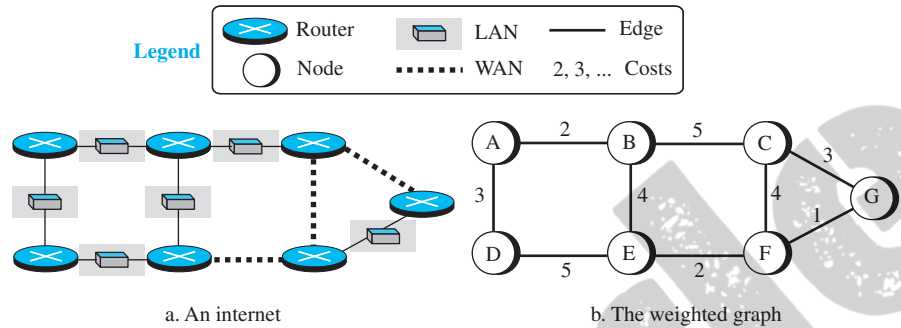 Legend
Router
LAN
Edge
Node
WAN
2, 3, ... Costs
A
2
B
5
C
3
3
4
4
G
1
D
5
E
2
F
a. An internet
b. The weighted graph